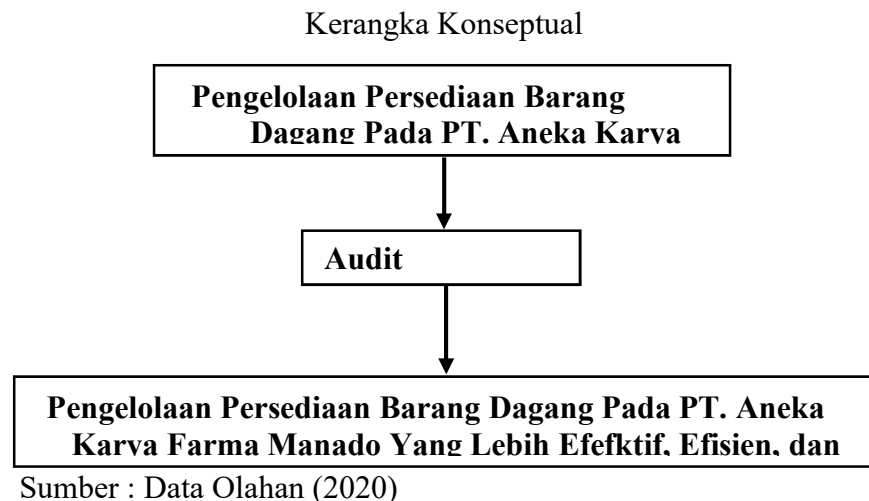 Kerangka Konseptual
Pengelolaan Persediaan Barang
Dagang Pada PT. Aneka Karya
Audit
Pengelolaan Persediaan Barang Dagang Pada PT. Aneka
Karya Farma Manado Yang Lebih Efefktif, Efisien, dan
Sumber : Data Olahan (2020)